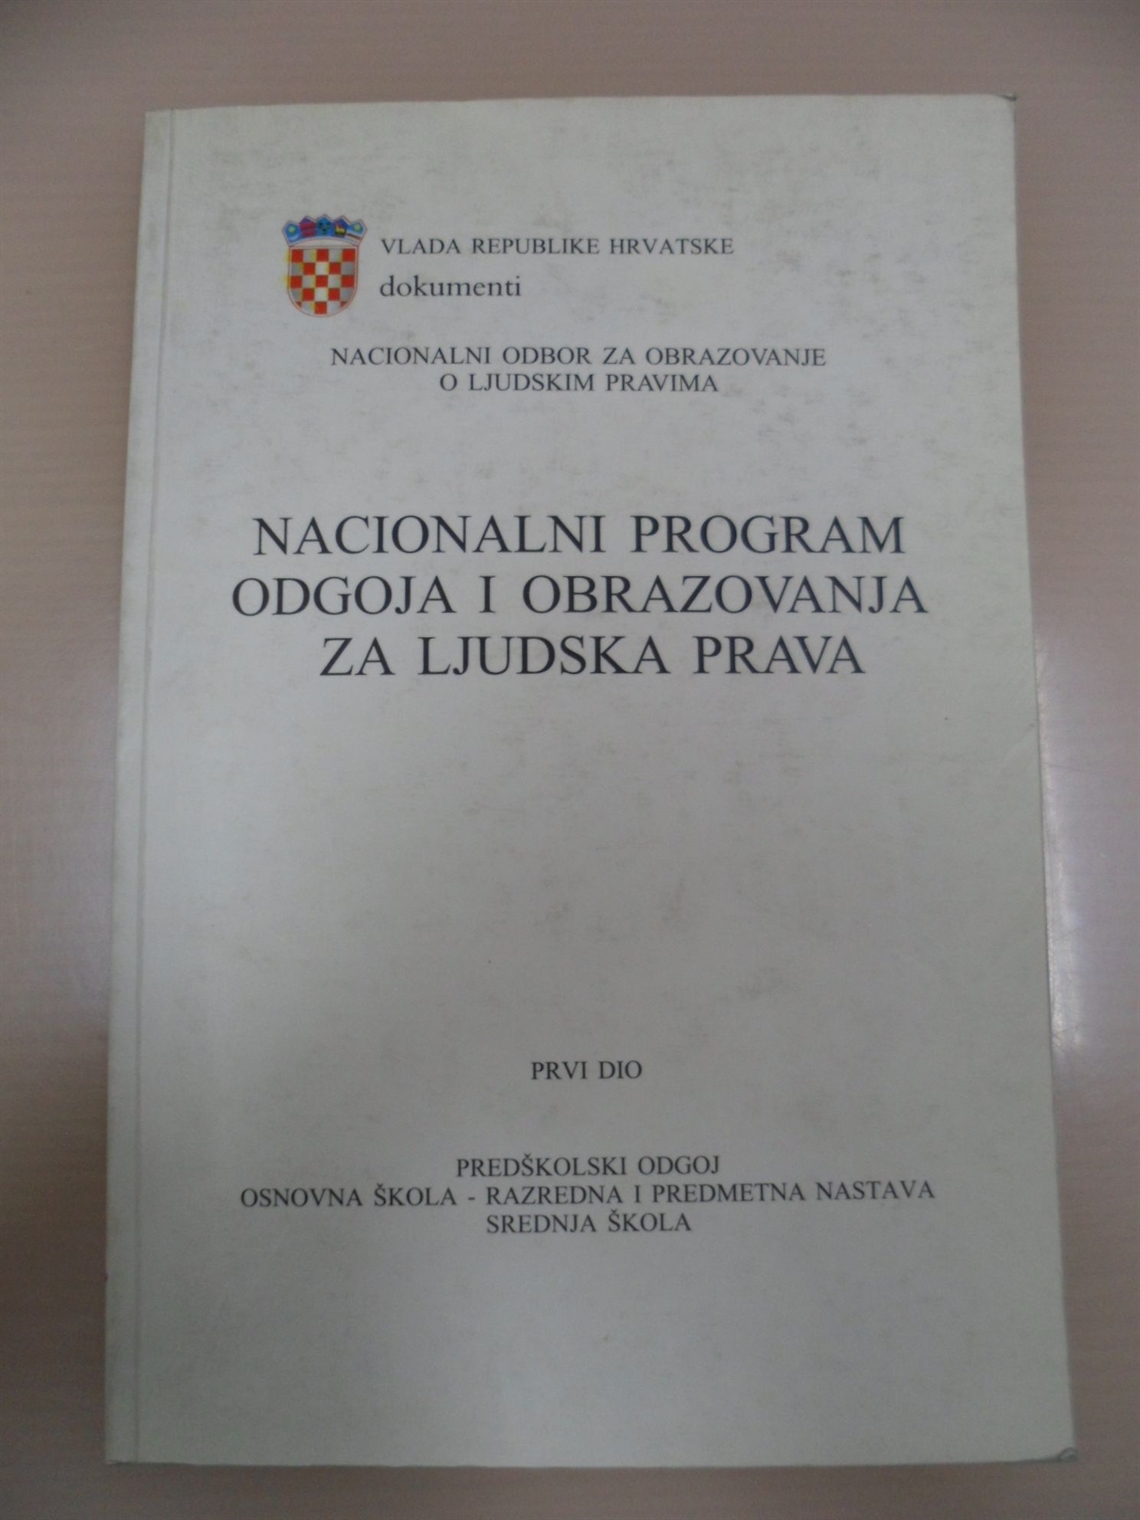 VLADA REPUBLIKE HRVATSKE
dokumenti
NACIONALNI ODBOR ZA OBRAZOVANJE
O LJUDSKIM PRAVIMA
NACIONALNI PROGRAM
ODGOJA I OBRAZOVANJA
ZA LJUDSKA PRAVA
PRVI DIO
PREDŠKOLSKI ODGOJ
OSNOVNA ŠKOLA - RAZREDNA I PREDMETNA NASTAVA
SREDNJA ŠKOLA